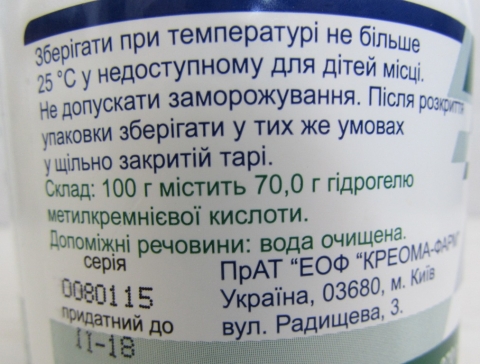 Зберігати при температурі не більше
25 °C у недоступному для дітей місці.
Не допускати заморожування. Після розкриття
упаковки зберігати у тих же умовах
у щільно закритій тарі.
Склад: 100 г містить 70,0 г гідрогелю
метилкремнієвої кислоти.
Допоміжні речовини: вода очищена.
серія
0080115
придатний до
II-18
ПрАТ “ЕОФ “КРЕОМА-ФАРМ”
Україна, 03680, м. Київ
вул. Радищева, 3.